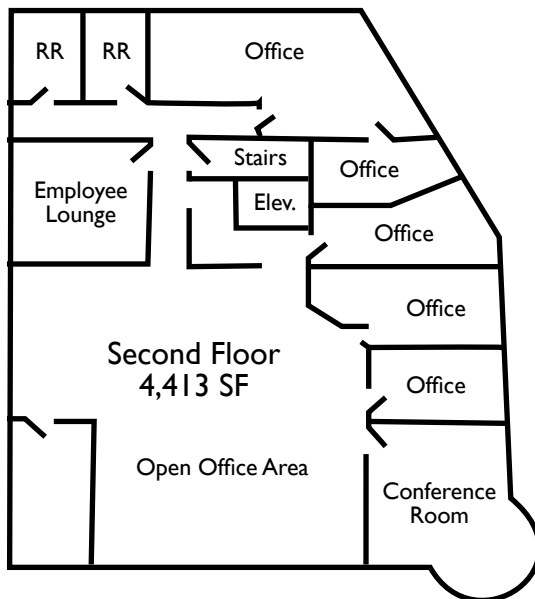 RR
RR
Office
Stairs
Office
Employee
Lounge
Elev.
Office
Office
Second Floor
4,413 SF
Office
Open Office Area
Conference
Room